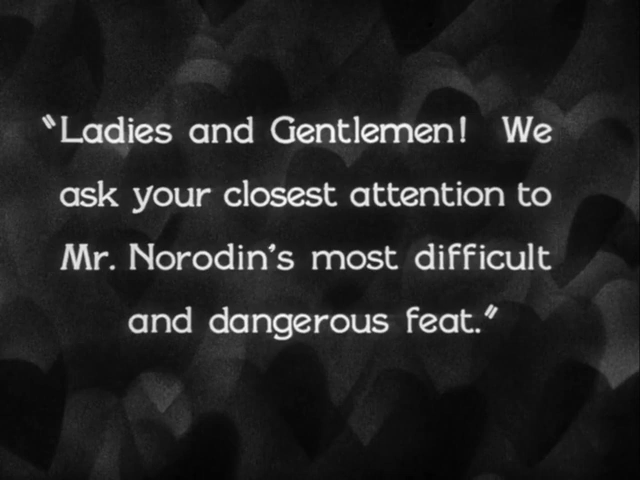 "Ladies and Gentlemen! We
ask your closest attention to
Mr. Norodin's most difficult
and dangerous feat."